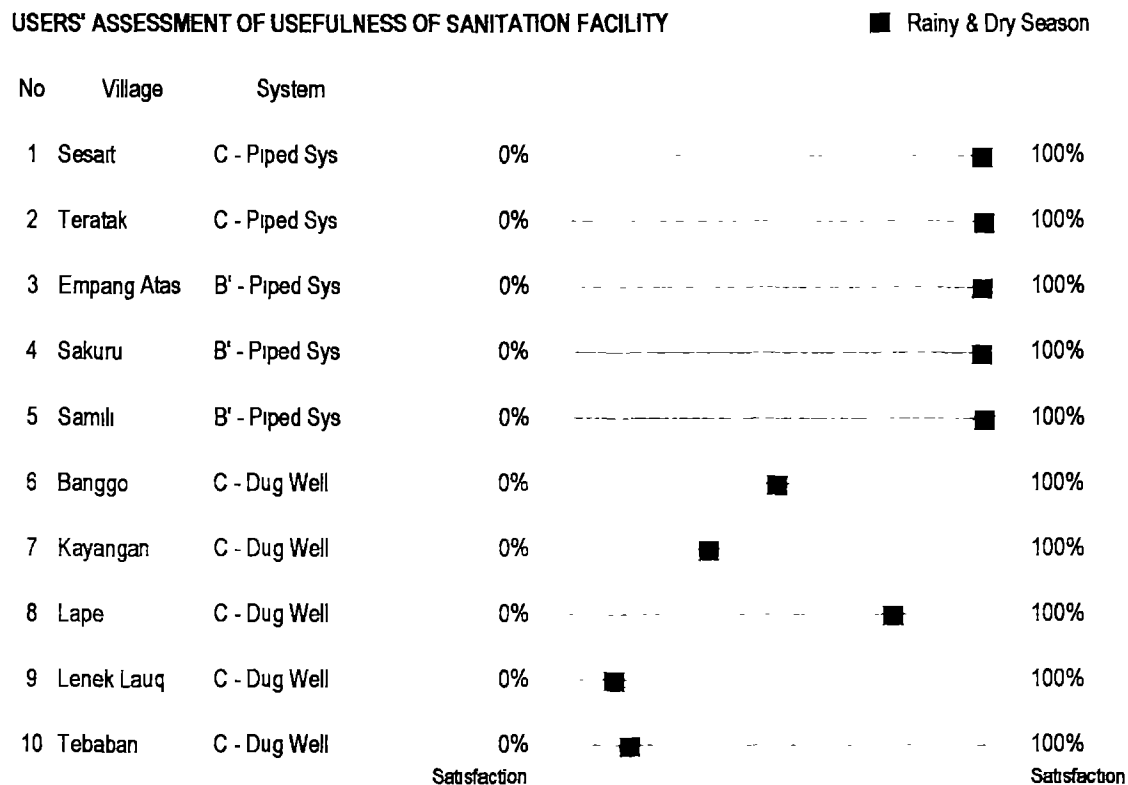 USERS' ASSESSMENT OF USEFULNESS OF SANITATION FACILITY Rainy & Dry Season
No Village System
1 Sesart C - Piped Sys 0% 100%
2 Teratak C - Piped Sys 0% 100%
3 Empang Atas B' - Piped Sys 0% 100%
4 Sakuru B' - Piped Sys 0% 100%
5 Samili B' - Piped Sys 0% 100%
6 Banggo C - Dug Well 0% 100%
7 Kayangan C - Dug Well 0% 100%
8 Lape C - Dug Well 0% 100%
9 Lenek Lauq C - Dug Well 0% 100%
10 Tebaban C - Dug Well 0% 100%
Satisfaction Satisfaction